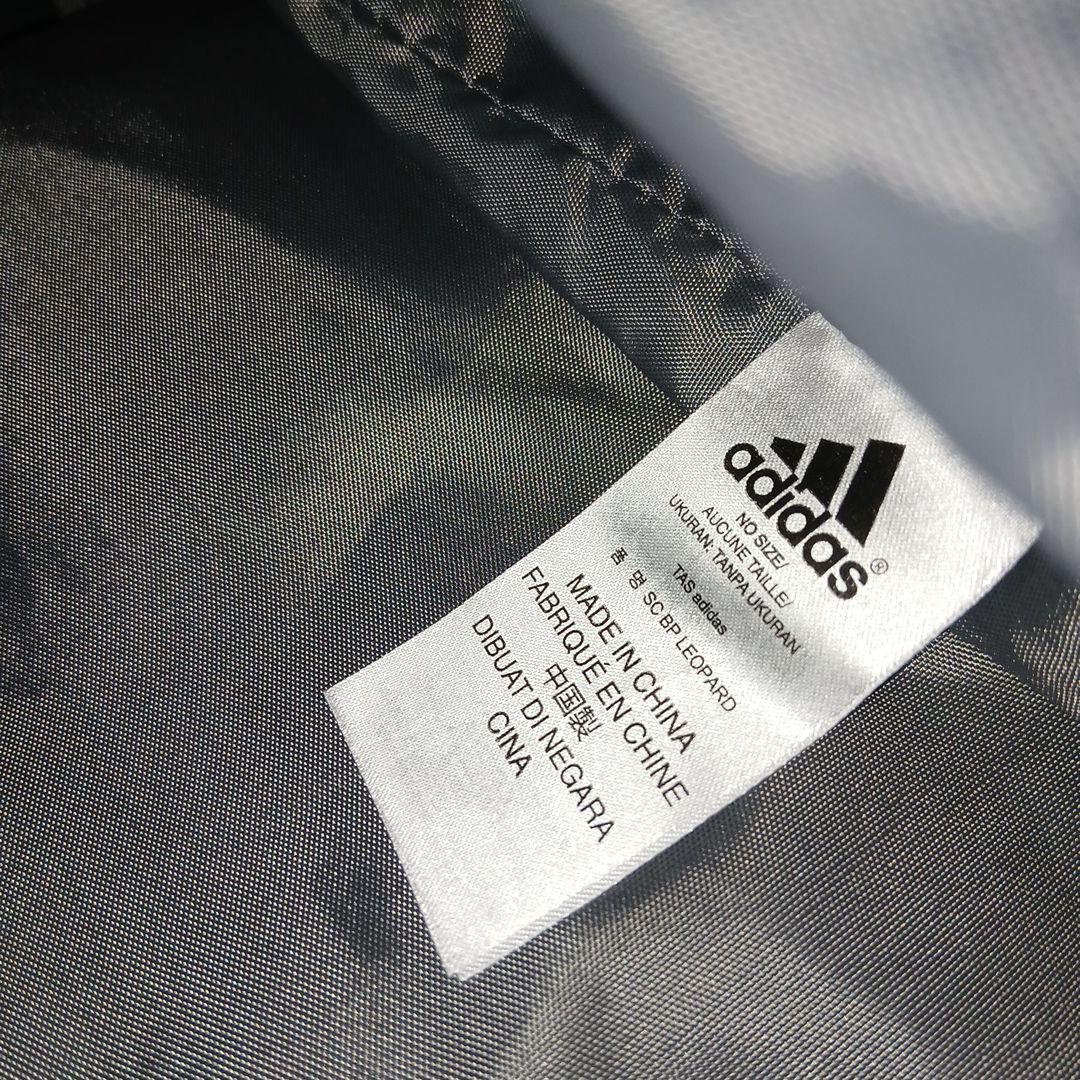 adidas®
NO SIZE/
AUCUNE TAILLE/
UKURAN: TANPA UKURAN
TAS adidas
품 명 SC BP LEOPARD
MADE IN CHINA
FABRIQUÉ EN CHINE
中国製
DIBUAT DI NEGARA
CINA